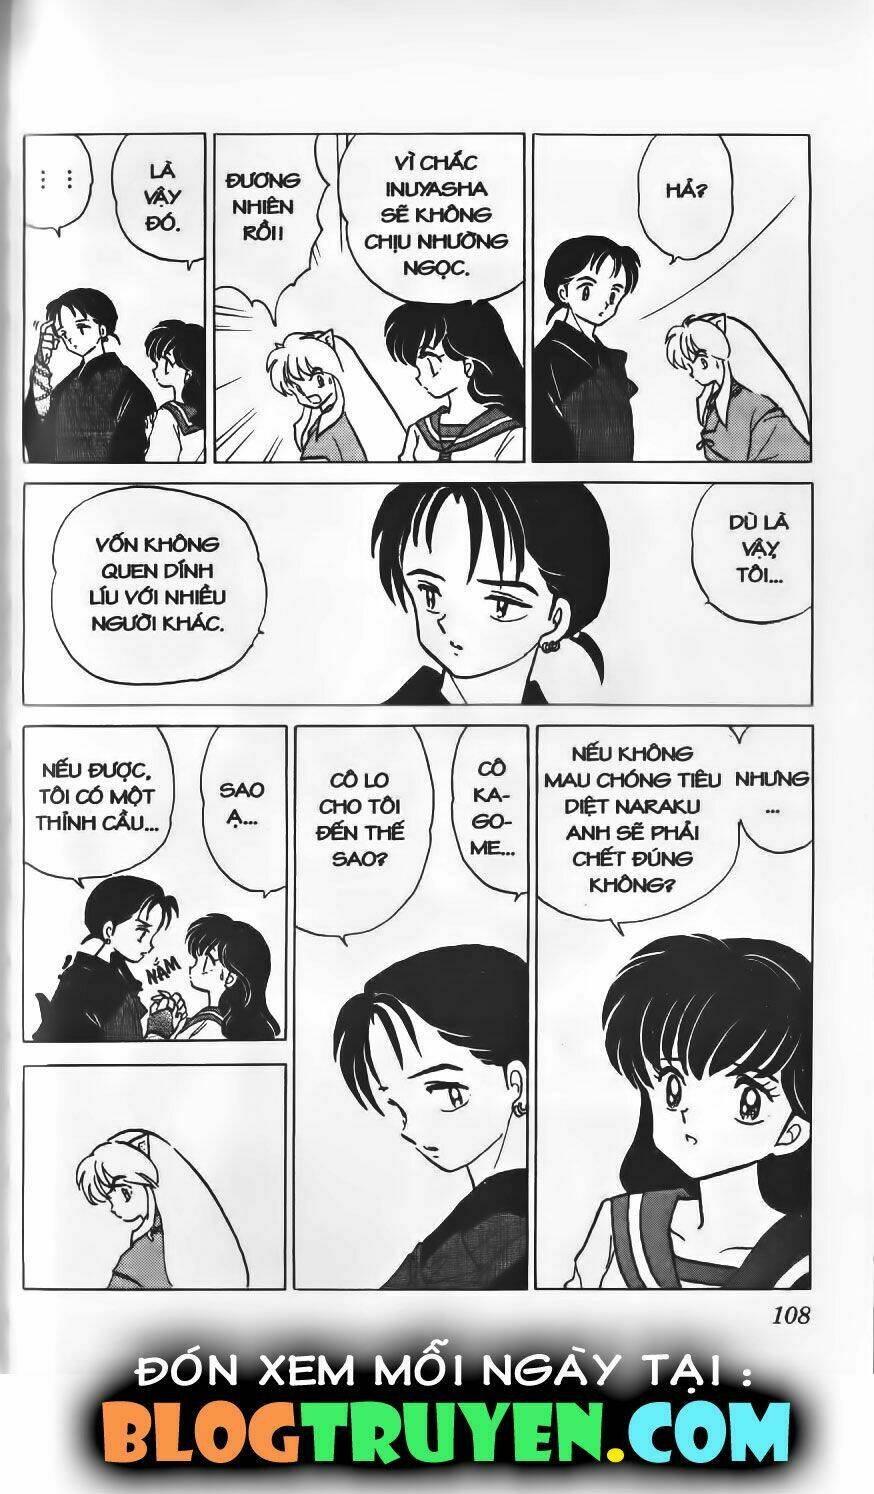 HẢ?
VÌ CHẮC
INUYASHA
SẼ KHÔNG
CHỊU NHƯỜNG
NGỌC.
ĐƯƠNG
NHIÊN
RỒI!
LÀ
VẬY
ĐÓ.
... ...
DÙ LÀ
VẬY,
TÔI...
VỐN KHÔNG
QUEN DÍNH
LÍU VỚI NHIỀU
NGƯỜI KHÁC.
NHƯNG
...
NẾU KHÔNG
MAU CHÓNG TIÊU
DIỆT NARAKU
ANH SẼ PHẢI
CHẾT ĐÚNG
KHÔNG?
CÔ
KA-
GO-
ME...
CÔ LO
CHO TÔI
ĐẾN THẾ
SAO?
SAO
Ạ...
NẾU ĐƯỢC,
TÔI CÓ MỘT
THỈNH CẦU...
NẮM
108
ĐÓN XEM MỖI NGÀY TẠI :
BLOGTRUYEN.COM